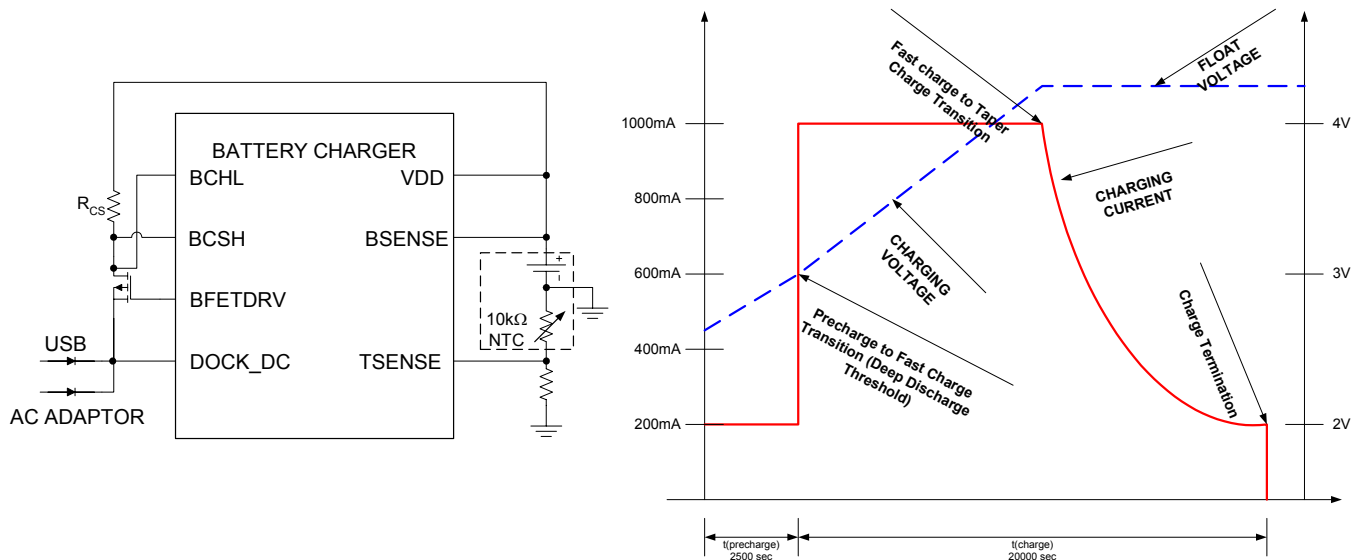 BATTERY CHARGER
BCHL
VDD
R_CS
BCSH
BSENSE
+
-
BFETDRV
10kΩ
NTC
USB
DOCK_DC
TSENSE
AC ADAPTOR
1000mA
800mA
600mA
400mA
200mA
4V
3V
2V
Fast charge to Taper
Charge Transition
FLOAT
VOLTAGE
CHARGING
CURRENT
CHARGING
VOLTAGE
Precharge to Fast Charge
Transition (Deep Discharge
Threshold)
Charge Termination
t(precharge)
2500 sec
t(charge)
20000 sec